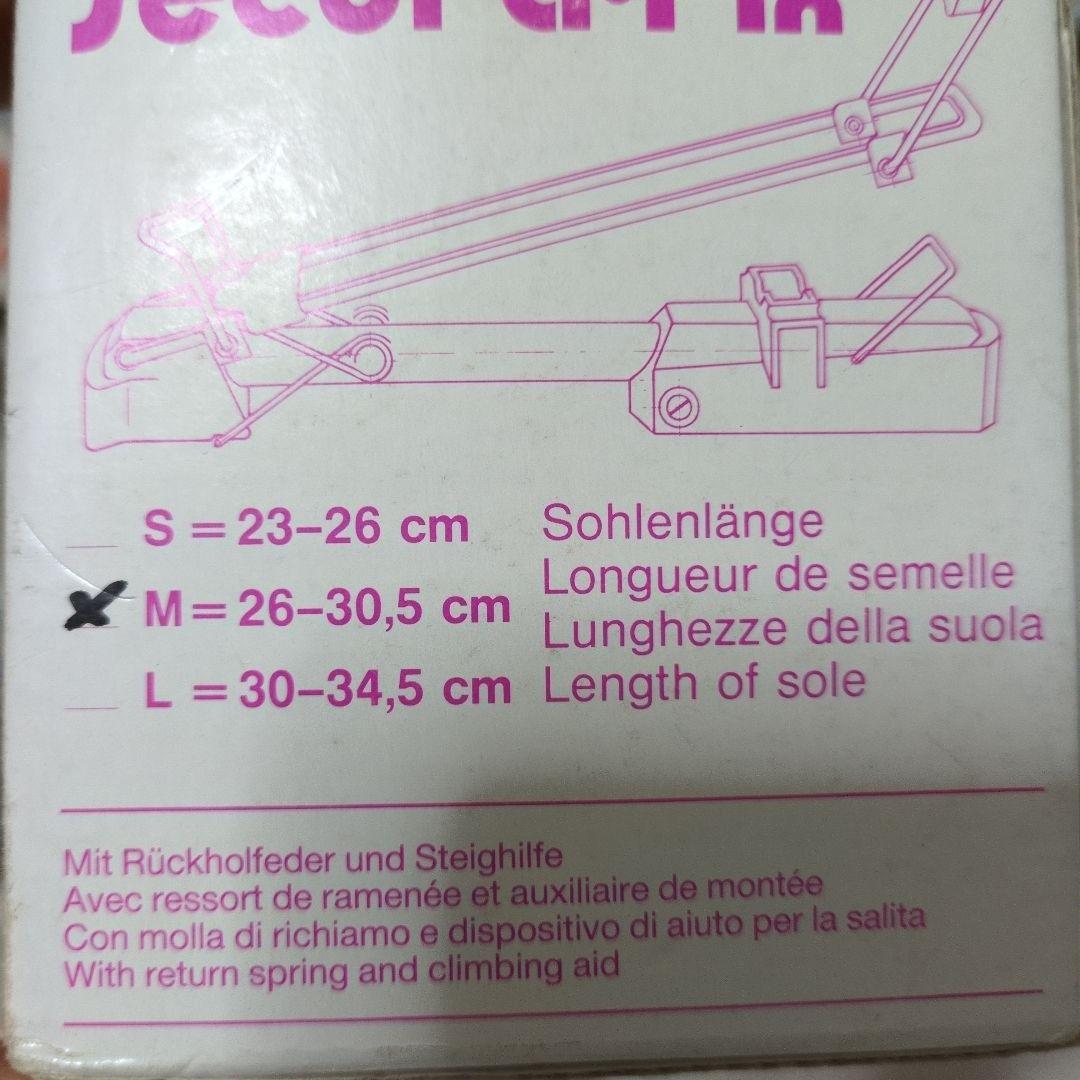 S = 23–26 cm
M = 26–30,5 cm
L = 30–34,5 cm
Sohlenlänge
Longueur de semelle
Lunghezze della suola
Length of sole
Mit Rückholfeder und Steighilfe
Avec ressort de ramenée et auxiliaire de montée
Con molla di richiamo e dispositivo di aiuto per la salita
With return spring and climbing aid